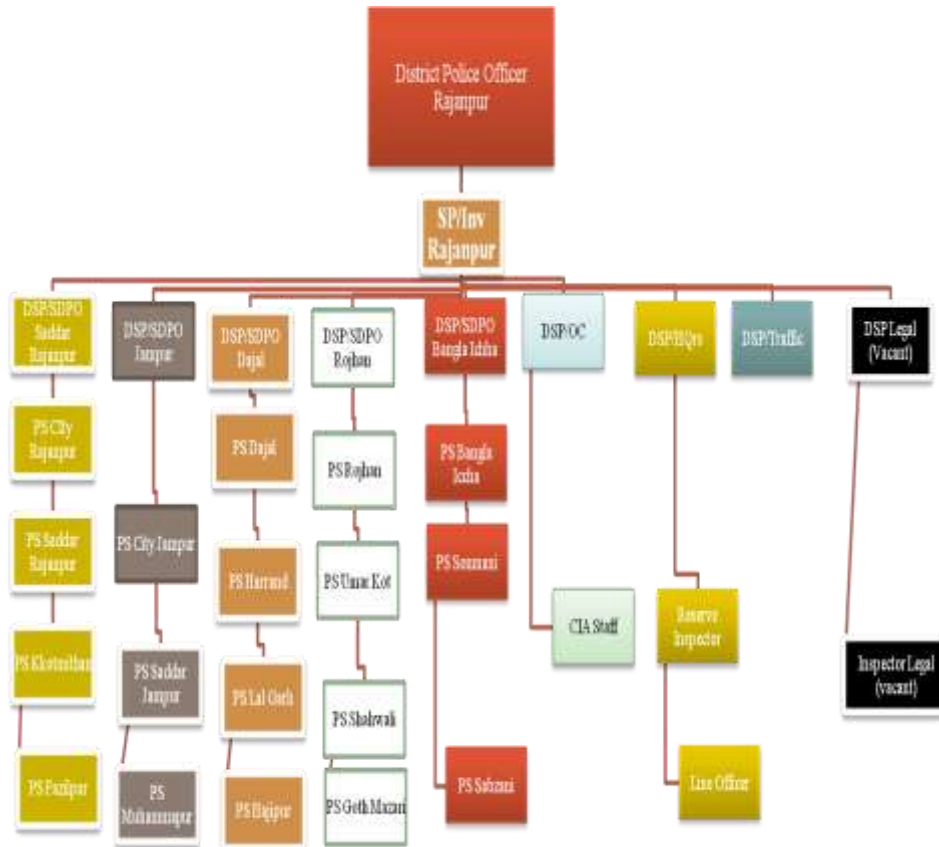 District Police Officer
Rajanpur
SP/Inv
Rajanpur
DSP/SDPO
Saddar
Rajanpur
DSP/SDPO
Jampur
DSP/SDPO
Dajal
DSP/SDPO
Rojhan
DSP/SDPO
Bangla Ichha
DSP/OC
DSP/HQrs
DSP/Traffic
DSP Legal
(Vacant)
PS City
Rajanpur
PS Dajal
PS Rojhan
PS Bangla
PS Saddar
Rajanpur
PS City Jampur
PS Harrand
PS Umar Kot
PS Sonmani
CIA Staff
Reserve
Inspector
PS
PS Saddar
Jampur
PS Lal Garh
PS Shahwali
Inspector Legal
(vacant)
PS Fazilpur
PS
PS Hajipur
PS Goth Mazari
PS
Line Officer